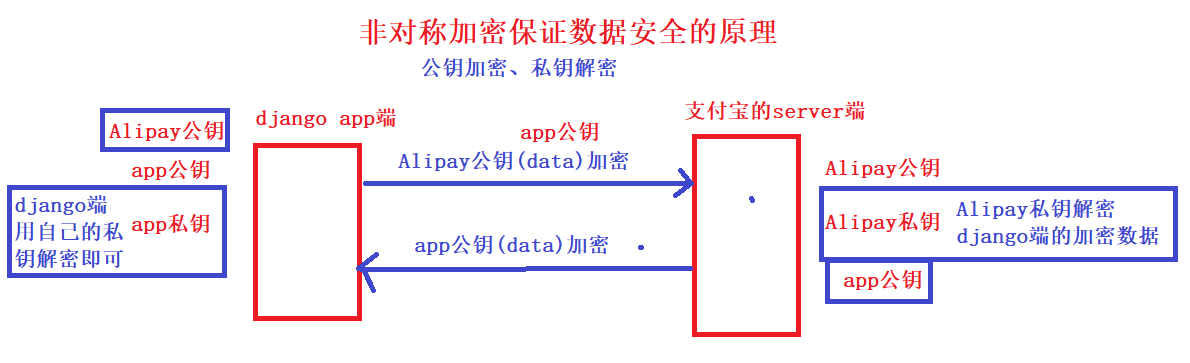 非对称加密保证数据安全的原理
公钥加密、私钥解密
Alipay公钥
app公钥
django端
用自己的私
钥解密即可
app私钥
django app端
app公钥
Alipay公钥(data)加密
app公钥(data)加密
支付宝的server端
Alipay公钥
Alipay私钥
Alipay私钥解密
django端的加密数据
app公钥